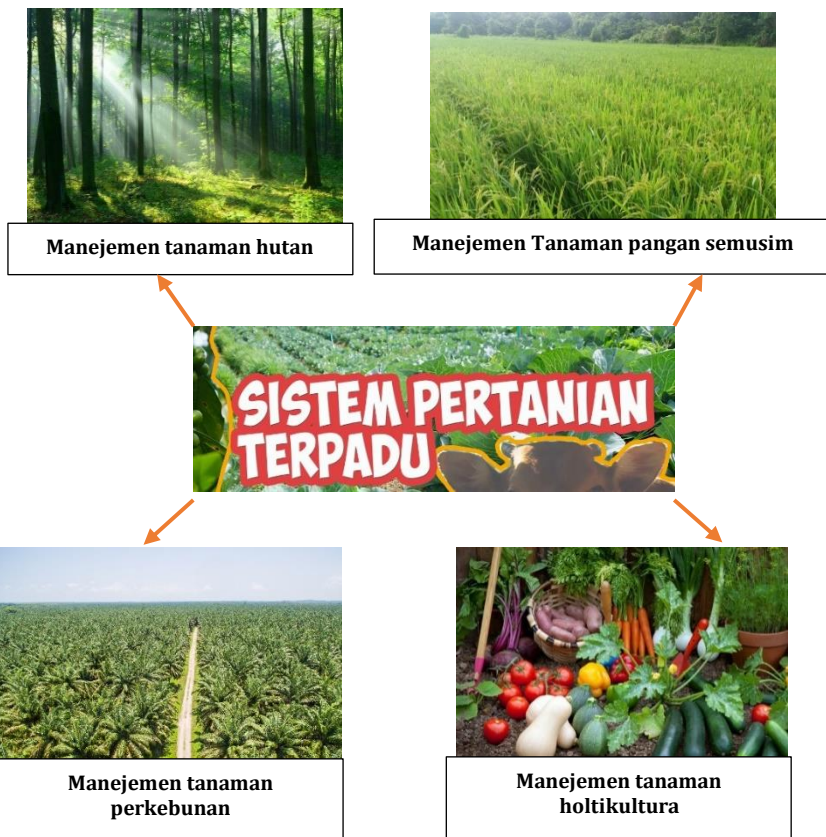 Manejemen tanaman hutan
Manejemen Tanaman pangan semusim
SISTEM PERTANIAN
TERPADU
Manejemen tanaman
perkebunan
Manejemen tanaman
holtikultura